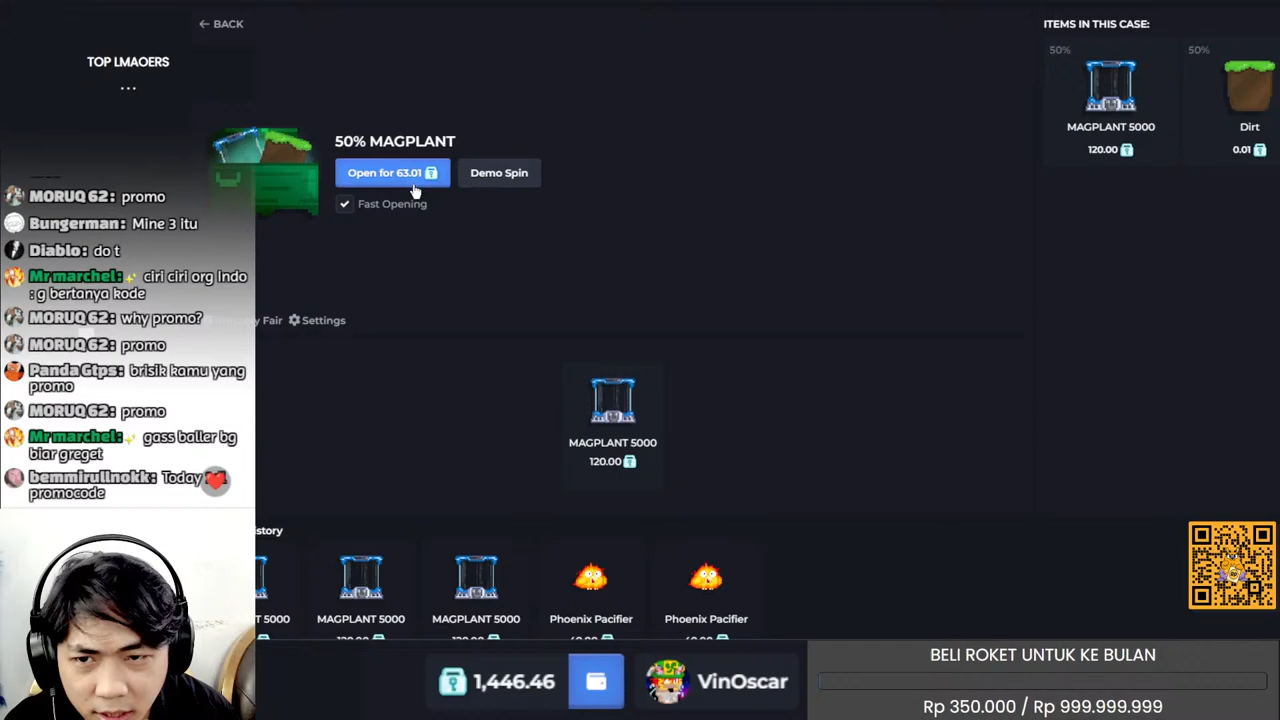 BACK
TOP LMAOERS
...
ITEMS IN THIS CASE:
50%
MAGPLANT 5000
120.00
50%
Dirt
0.01
50% MAGPLANT
Open for 63.01
Demo Spin
Fast Opening
MORUQ 62: promo
Bungerman: Mine 3 itu
Diablo: do t
Mr marchel: ciri ciri org Indo
: g bertanya kode
MORUQ 62: why promo?
MORUQ 62: promo
PandaGtps: brisik kamu yang
promo
MORUQ 62: promo
Mr marchel: gass baller bg
biar greget
bemmirullnokk: Today
promocode
y Fair
Settings
MAGPLANT 5000
120.00
istory
T 5000
MAGPLANT 5000
MAGPLANT 5000
Phoenix Pacifier
Phoenix Pacifier
1,446.46
VinOscar
BELI ROKET UNTUK KE BULAN
Rp 350.000 / Rp 999.999.999